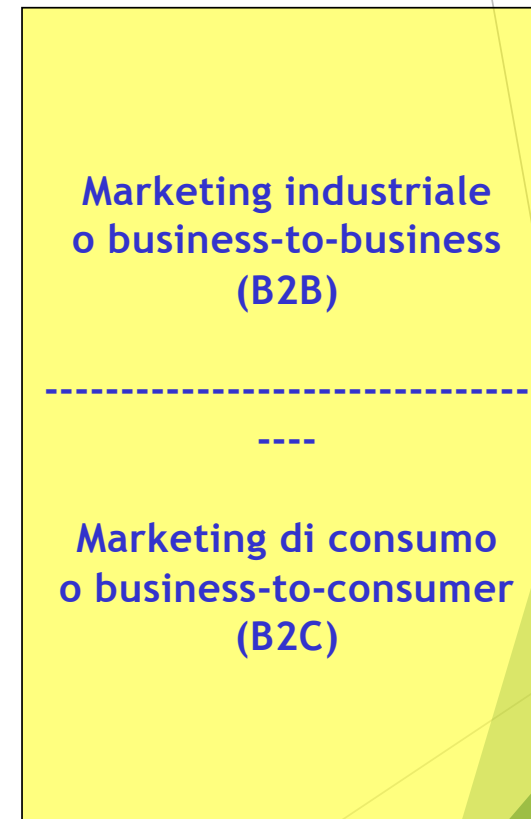 Marketing industriale
o business-to-business
(B2B)
--------------------------------
----
Marketing di consumo
o business-to-consumer
(B2C)